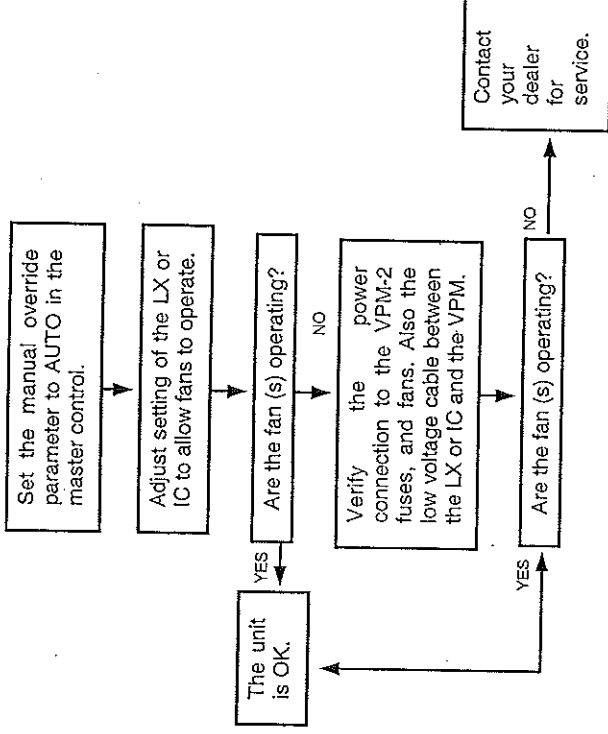 Set the manual override
parameter to AUTO in the
master control.
Adjust setting of the LX or
IC to allow fans to operate.
Are the fan (s) operating?
YES
The unit
is OK.
NO
Verify the power
connection to the VPM-2
fuses, and fans. Also the
low voltage cable between
the LX or IC and the VPM.
Are the fan (s) operating?
YES
NO
Contact
your
dealer
for
service.